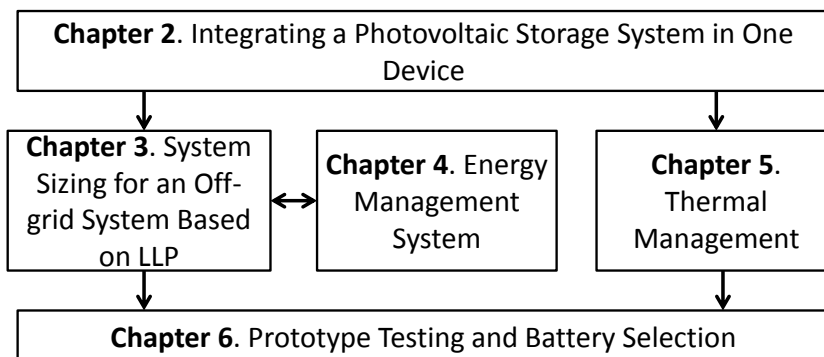 Chapter 2. Integrating a Photovoltaic Storage System in One
Device
Chapter 3. System
Sizing for an Off-
grid System Based
on LLP
Chapter 4. Energy
Management
System
Chapter 5.
Thermal
Management
Chapter 6. Prototype Testing and Battery Selection